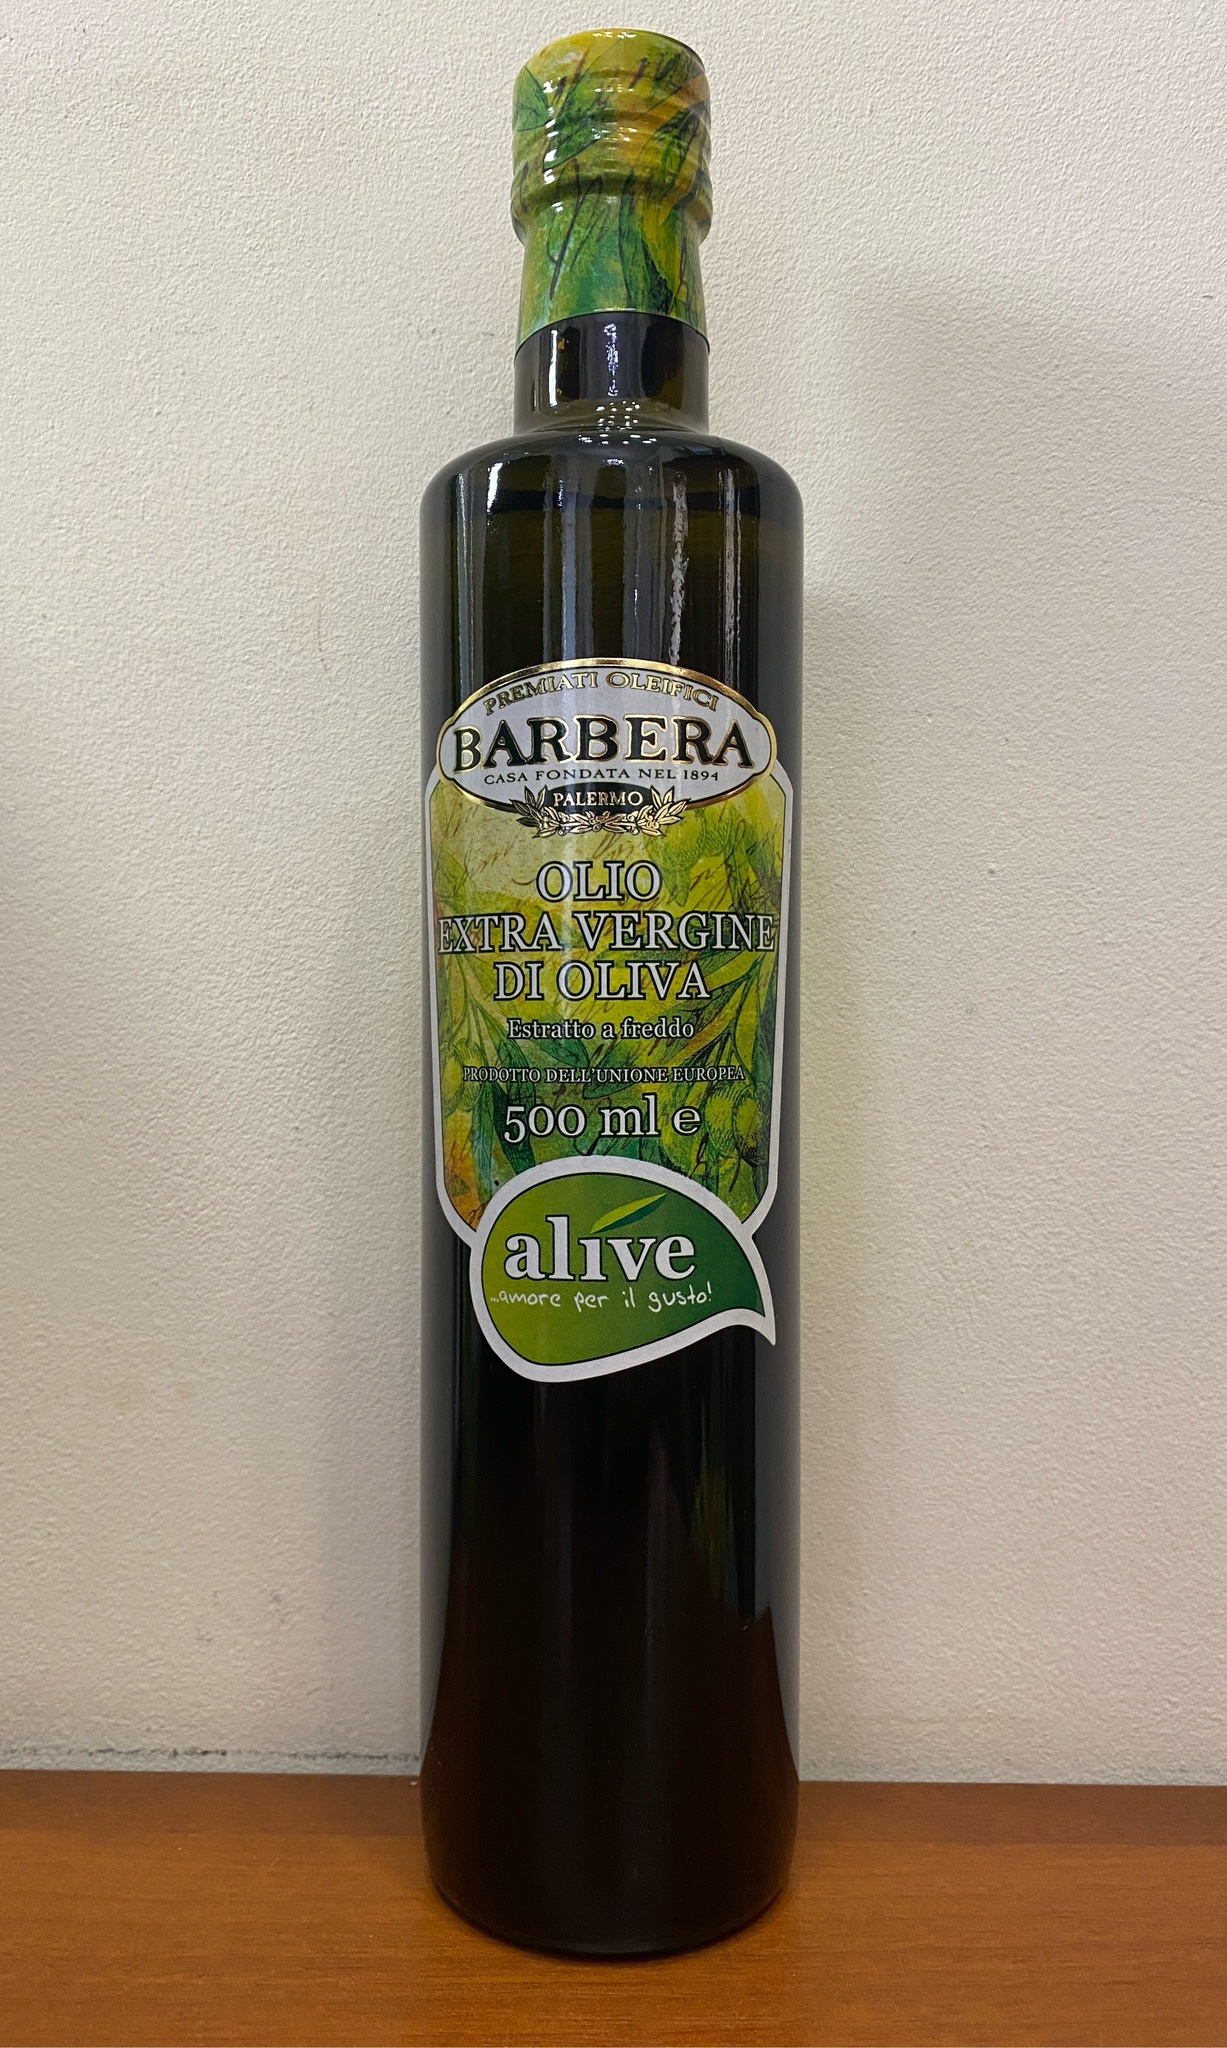 PREMIATI OLEIFICI
BARBERA
CASA FONDATA NEL 1894
PALERMO
OLIO
EXTRA VERGINE
DI OLIVA
Estratto a freddo
PRODOTTO DELL'UNIONE EUROPEA
500 ml e
alive
...amore per il gusto!